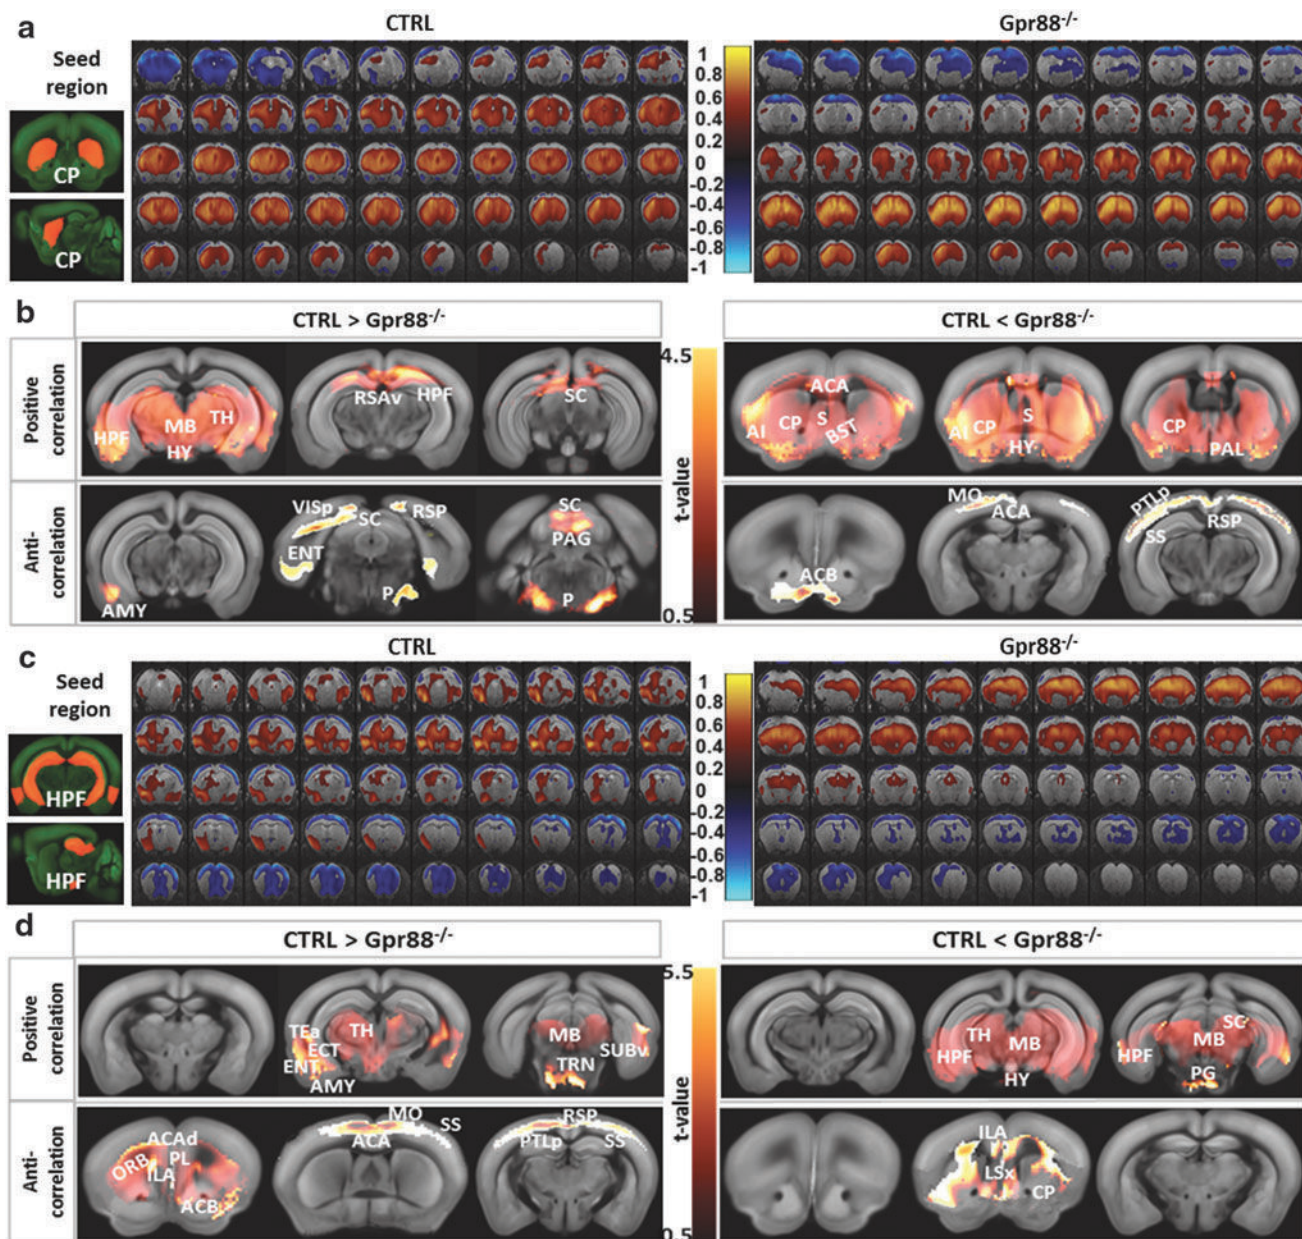 a
CTRL
Gpr88-/-
Seed
region
CP
CP
1
0.8
0.6
0.4
0.2
0
-0.2
-0.4
-0.6
-0.8
-1
b
CTRL > Gpr88-/-
CTRL < Gpr88-/-
Positive
correlation
HPF MB TH HY
RSAv HPF
SC
4.5
t-value
0.5
ACA AI CP S BST
AI CP S HY
CP PAL
Anti-
correlation
AMY
VISp SC RSP ENT P
SC PAG P
ACB
MO ACA
PTLp SS RSP
c
CTRL
Gpr88-/-
Seed
region
HPF
HPF
1
0.8
0.6
0.4
0.2
0
-0.2
-0.4
-0.6
-0.8
-1
d
CTRL > Gpr88-/-
CTRL < Gpr88-/-
Positive
correlation
TEa TH ECT ENT AMY
MB SUBv TRN
5.5
t-value
0.5
TH HPF MB HY
SC HPF MB PG
Anti-
correlation
ACAd ORB PL ILA ACB
MO SS ACA
RSP PTLp SS
ILA LSx CP